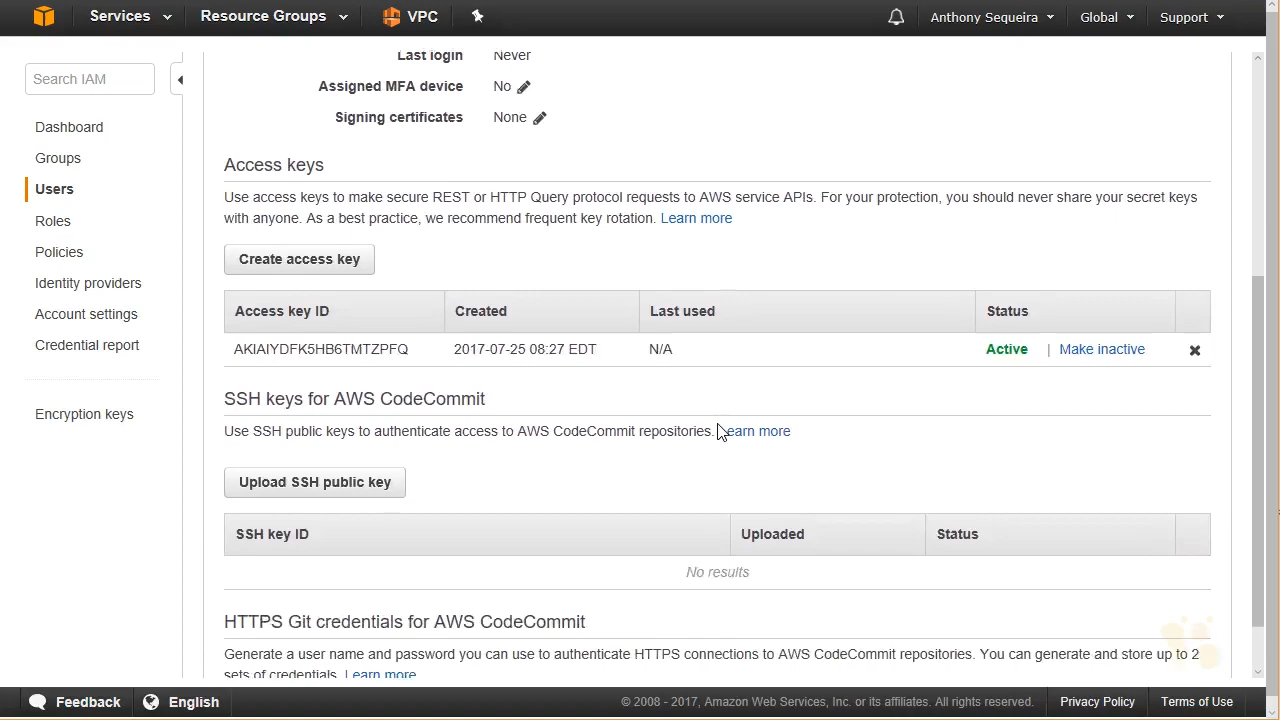 Services Resource Groups VPC Anthony Sequeira Global Support
Search IAM
Dashboard
Groups
Users
Roles
Policies
Identity providers
Account settings
Credential report
Encryption keys
Last login Never
Assigned MFA device No
Signing certificates None
Access keys
Use access keys to make secure REST or HTTP Query protocol requests to AWS service APIs. For your protection, you should never share your secret keys
with anyone. As a best practice, we recommend frequent key rotation. Learn more
Create access key
Access key ID Created Last used Status
AKIAIYDFK5HB6TMTZPFQ 2017-07-25 08:27 EDT N/A Active | Make inactive
SSH keys for AWS CodeCommit
Use SSH public keys to authenticate access to AWS CodeCommit repositories. Learn more
Upload SSH public key
SSH key ID Uploaded Status
No results
HTTPS Git credentials for AWS CodeCommit
Generate a user name and password you can use to authenticate HTTPS connections to AWS CodeCommit repositories. You can generate and store up to 2
sets of credentials. Learn more
Feedback English © 2008 - 2017, Amazon Web Services, Inc. or its affiliates. All rights reserved. Privacy Policy Terms of Use